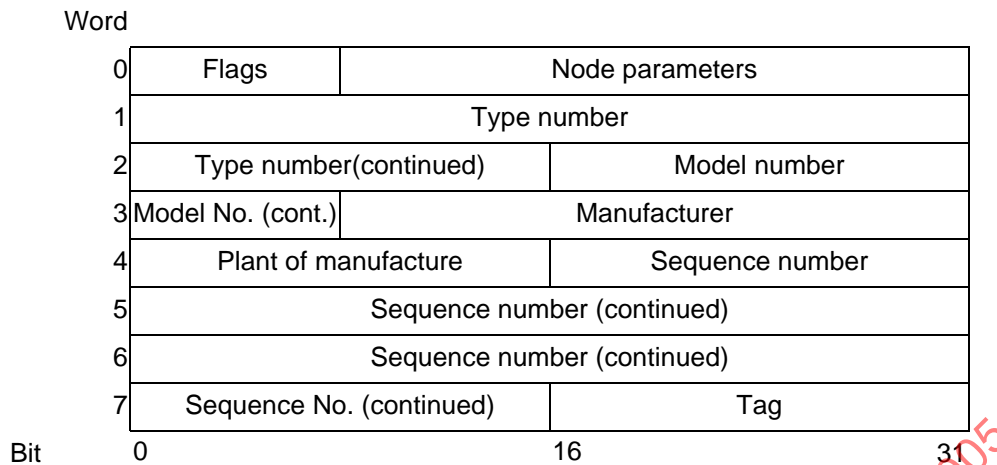 Word
0 Flags Node parameters
1 Type number
2 Type number(continued) Model number
3 Model No. (cont.) Manufacturer
4 Plant of manufacture Sequence number
5 Sequence number (continued)
6 Sequence number (continued)
7 Sequence No. (continued) Tag
Bit 0 16 31
005